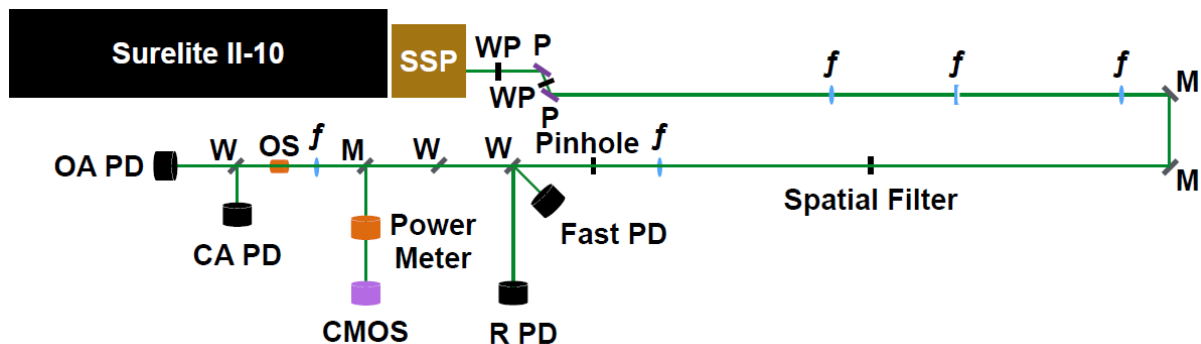 Surelite II-10
SSP
WP
P
WP
P
f
f
f
M
M
OA PD
W
OS
f
M
W
W
Pinhole
f
Spatial Filter
CA PD
Power
Meter
Fast PD
CMOS
R PD